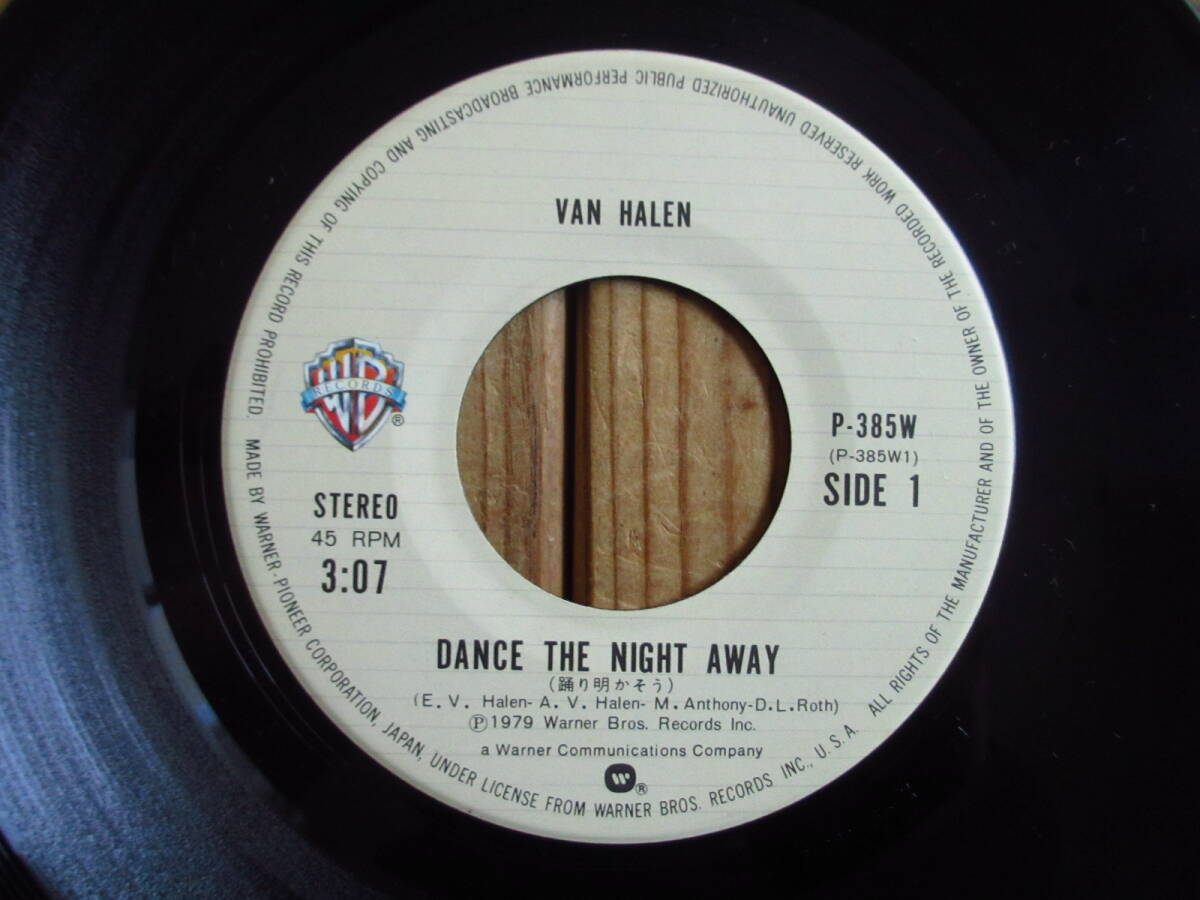 VAN HALEN
WB
RECORDS
®
STEREO
45 RPM
3:07
P-385W
(P-385W1)
SIDE 1
DANCE THE NIGHT AWAY
(踊り明かそう)
(E. V. Halen- A. V. Halen- M. Anthony-D.L.Roth)
Ⓟ1979 Warner Bros. Records Inc.
a Warner Communications Company
W®
ALL RIGHTS OF THE MANUFACTURER AND OF THE OWNER OF THE RECORDED WORK RESERVED UNAUTHORIZED PUBLIC PERFORMANCE BROADCASTING AND COPYING OF THIS RECORD PROHIBITED.
MADE BY WARNER-PIONEER CORPORATION, JAPAN, UNDER LICENSE FROM WARNER BROS. RECORDS INC., U.S.A.